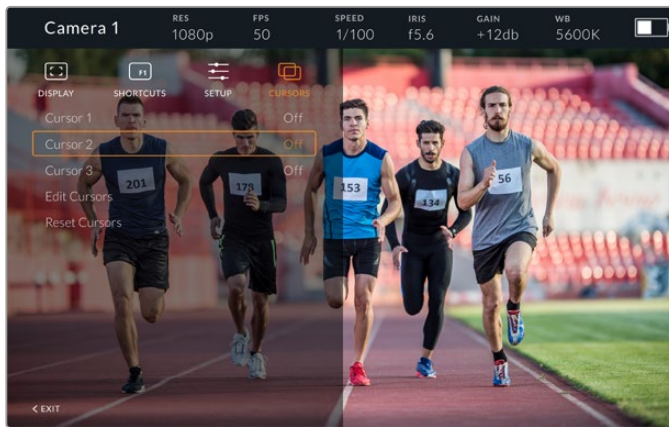 Camera 1
RES FPS SPEED IRIS GAIN WB
1080p 50 1/100 f5.6 +12db 5600K
F1
DISPLAY SHORTCUTS SETUP CURSORS
Cursor 1 Off
Cursor 2 Off
Cursor 3 Off
Edit Cursors
Reset Cursors
201 178 153 134 56
< EXIT